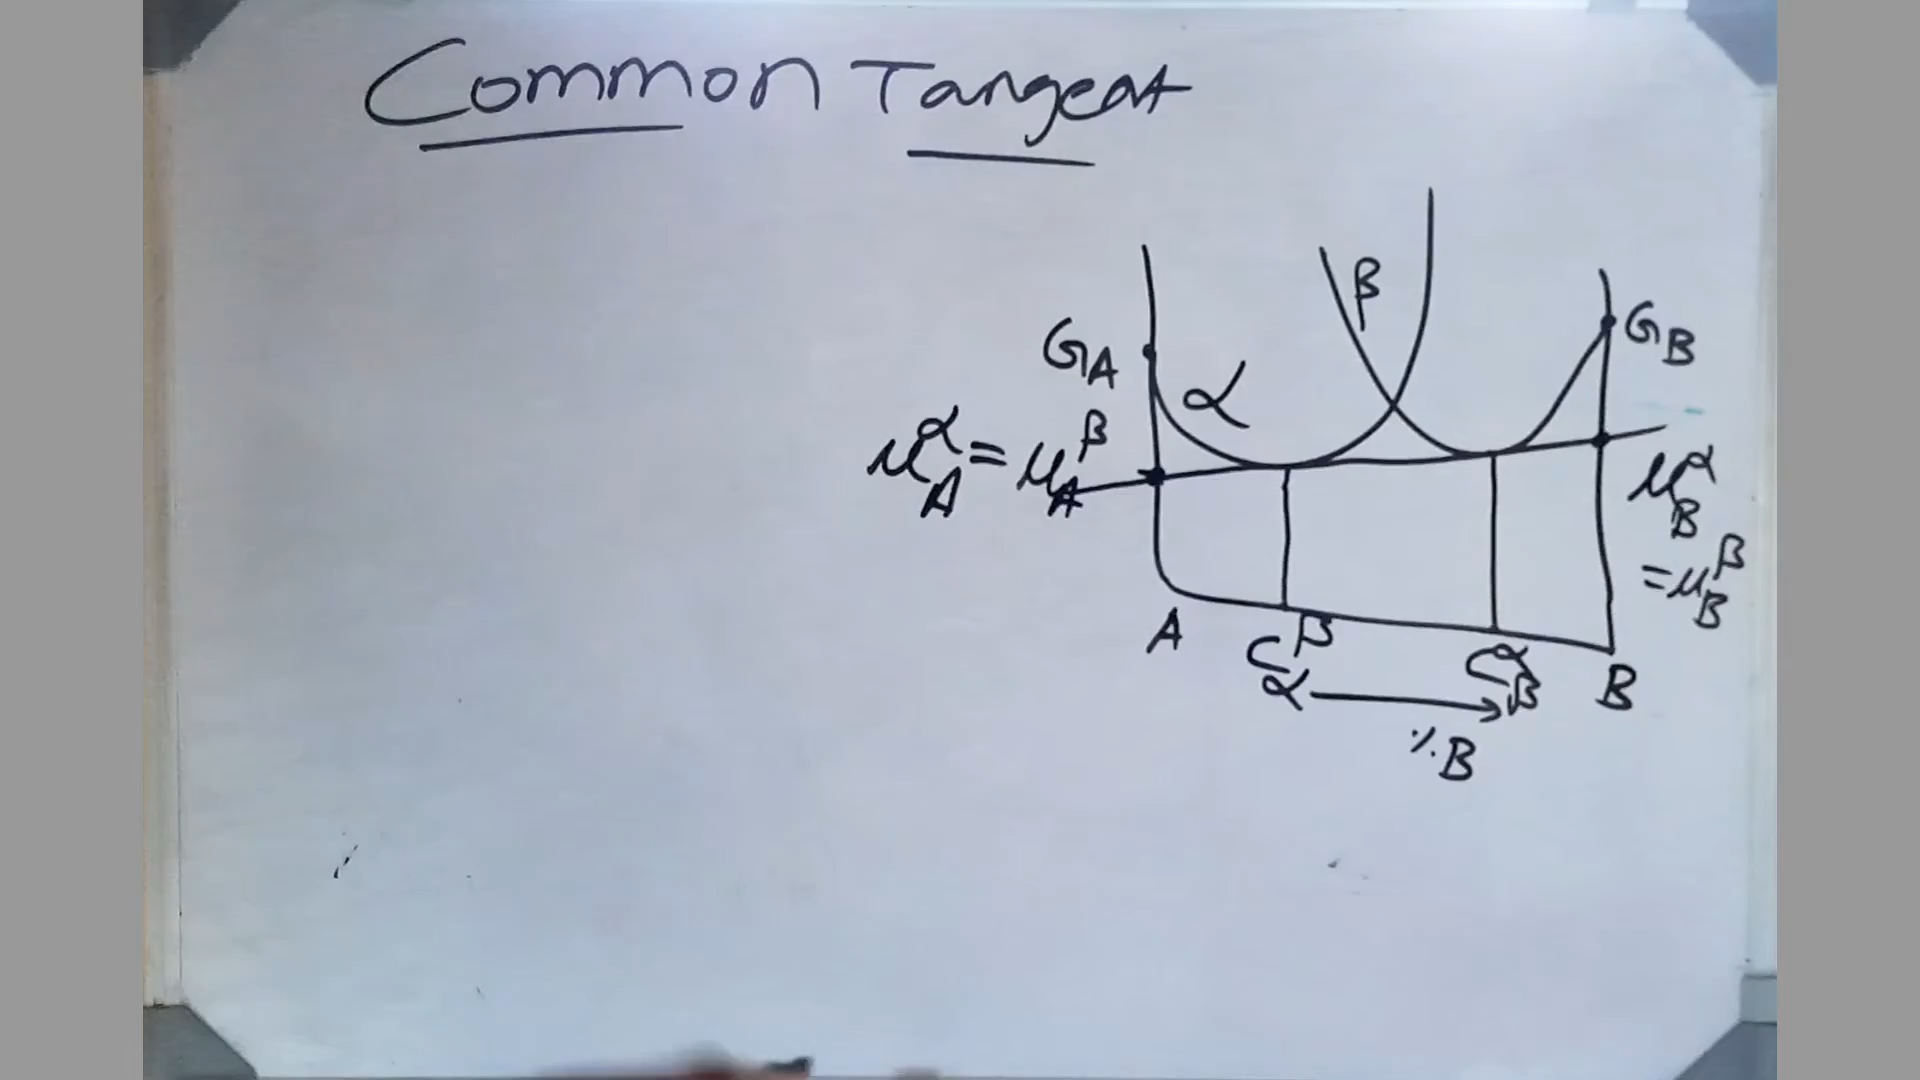 Common Tangent
β
G_A
G_B
α
μ_A^α = μ_A^β
μ_B^α
= μ_B^β
A
C_α^β
C_β^α
B
%B